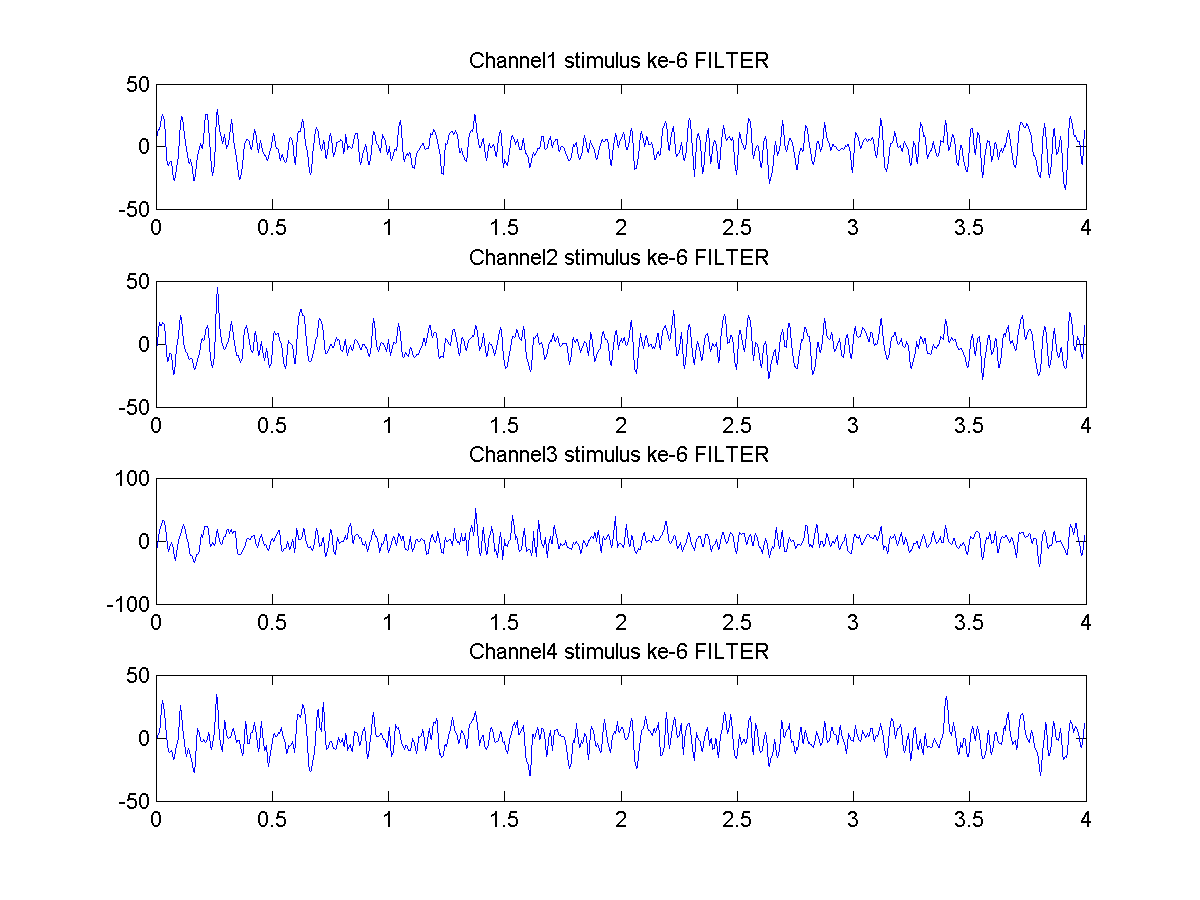 Channel1 stimulus ke-6 FILTER
50
0
-50
0 0.5 1 1.5 2 2.5 3 3.5 4
Channel2 stimulus ke-6 FILTER
50
0
-50
0 0.5 1 1.5 2 2.5 3 3.5 4
Channel3 stimulus ke-6 FILTER
100
0
-100
0 0.5 1 1.5 2 2.5 3 3.5 4
Channel4 stimulus ke-6 FILTER
50
0
-50
0 0.5 1 1.5 2 2.5 3 3.5 4